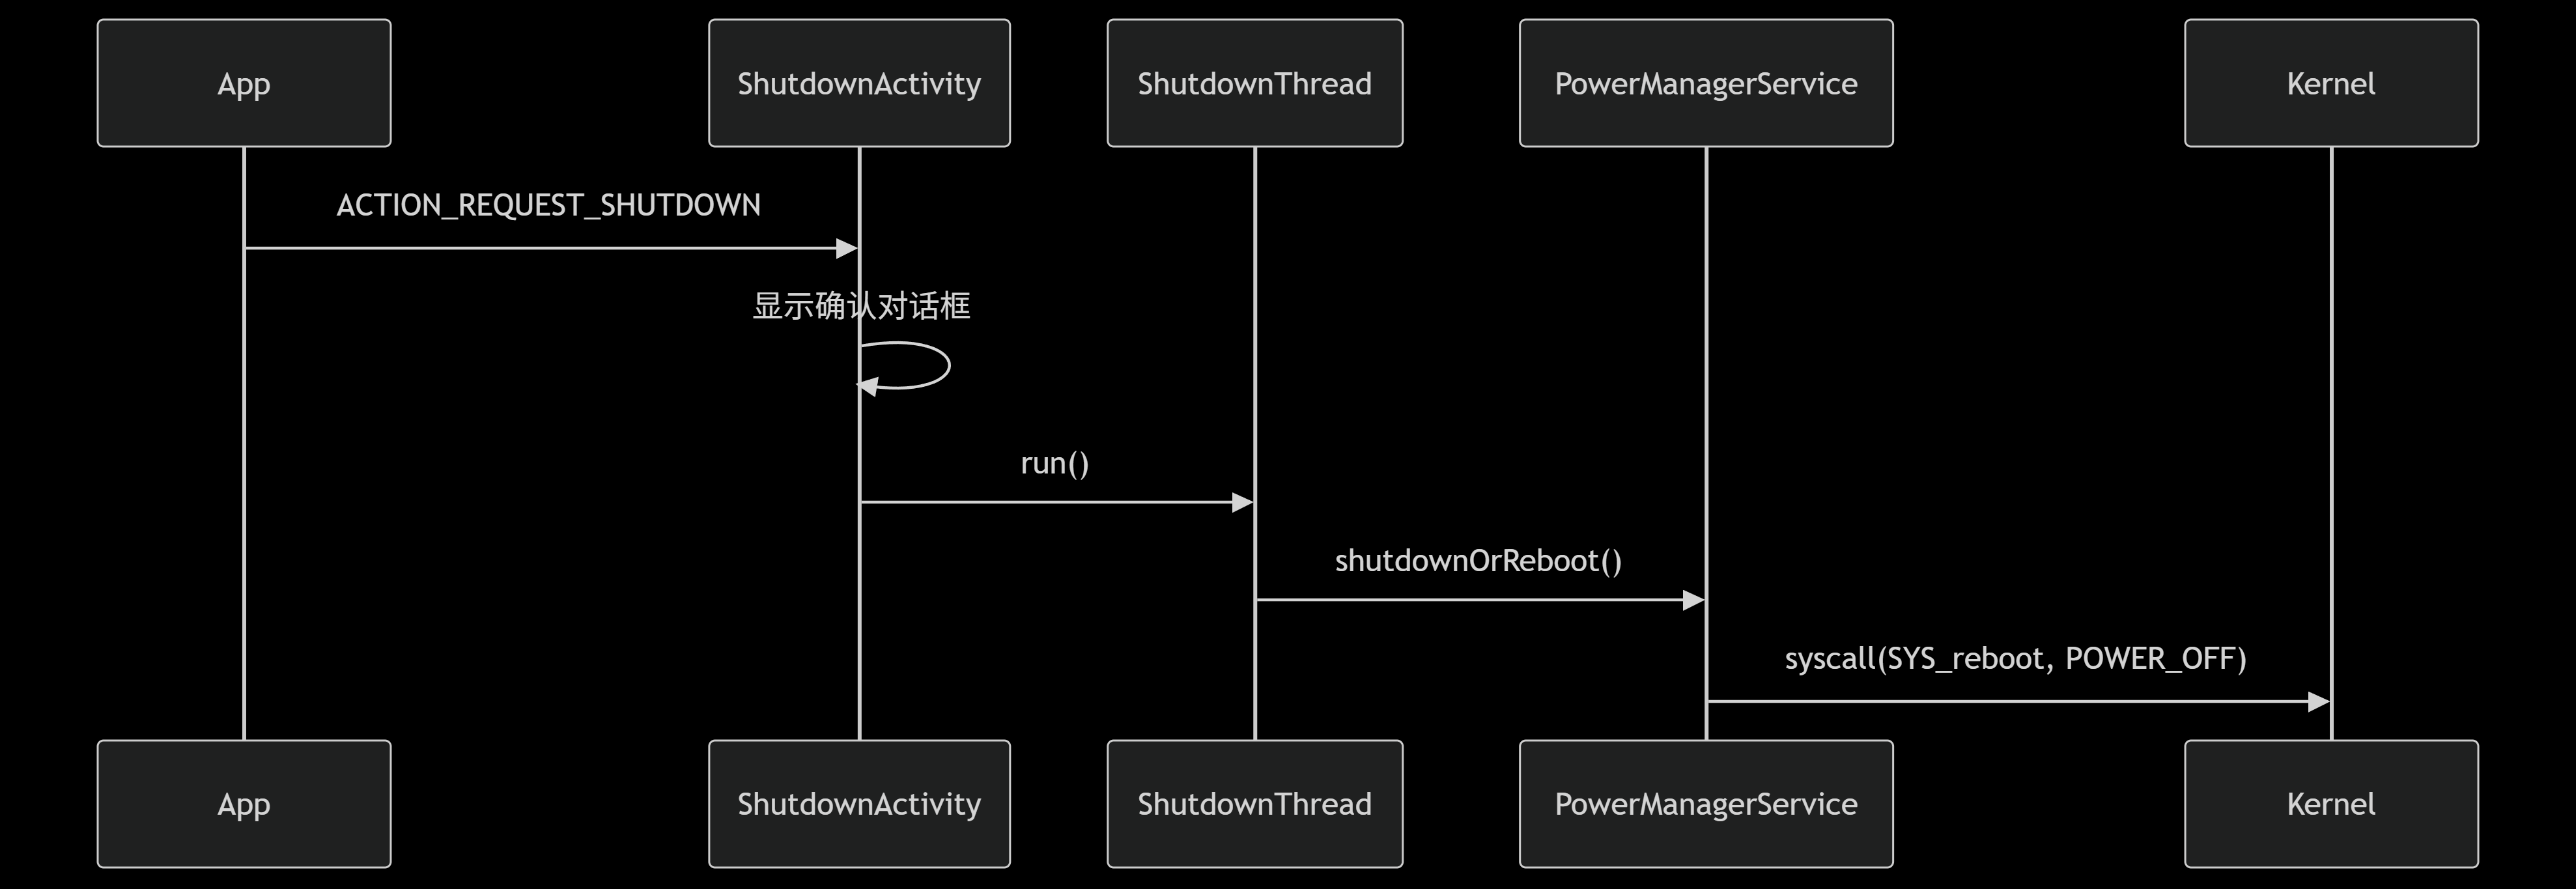 App
ShutdownActivity
ShutdownThread
PowerManagerService
Kernel
ACTION_REQUEST_SHUTDOWN
显示确认对话框
run()
shutdownOrReboot()
syscall(SYS_reboot, POWER_OFF)
App
ShutdownActivity
ShutdownThread
PowerManagerService
Kernel